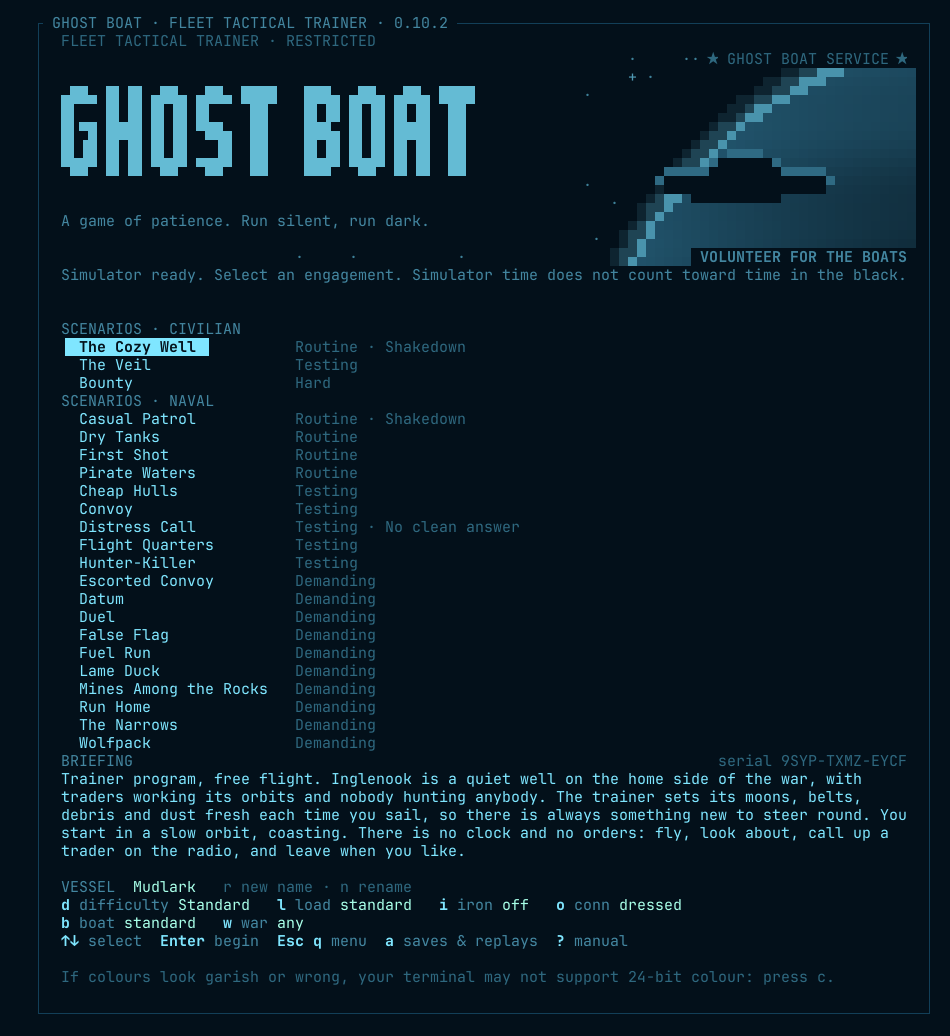 GHOST BOAT · FLEET TACTICAL TRAINER · 0.10.2
FLEET TACTICAL TRAINER · RESTRICTED
★ GHOST BOAT SERVICE ★
GHOST BOAT
A game of patience. Run silent, run dark.
VOLUNTEER FOR THE BOATS
Simulator ready. Select an engagement. Simulator time does not count toward time in the black.
SCENARIOS · CIVILIAN
The Cozy Well Routine · Shakedown
The Veil Testing
Bounty Hard
SCENARIOS · NAVAL
Casual Patrol Routine · Shakedown
Dry Tanks Routine
First Shot Routine
Pirate Waters Routine
Cheap Hulls Testing
Convoy Testing
Distress Call Testing · No clean answer
Flight Quarters Testing
Hunter-Killer Testing
Escorted Convoy Demanding
Datum Demanding
Duel Demanding
False Flag Demanding
Fuel Run Demanding
Lame Duck Demanding
Mines Among the Rocks Demanding
Run Home Demanding
The Narrows Demanding
Wolfpack Demanding
BRIEFING serial 9SYP-TXMZ-EYCF
Trainer program, free flight. Inglenook is a quiet well on the home side of the war, with
traders working its orbits and nobody hunting anybody. The trainer sets its moons, belts,
debris and dust fresh each time you sail, so there is always something new to steer round. You
start in a slow orbit, coasting. There is no clock and no orders: fly, look about, call up a
trader on the radio, and leave when you like.
VESSEL Mudlark r new name · n rename
d difficulty Standard l load standard i iron off o conn dressed
b boat standard w war any
↑↓ select Enter begin Esc q menu a saves & replays ? manual
If colours look garish or wrong, your terminal may not support 24-bit colour: press c.